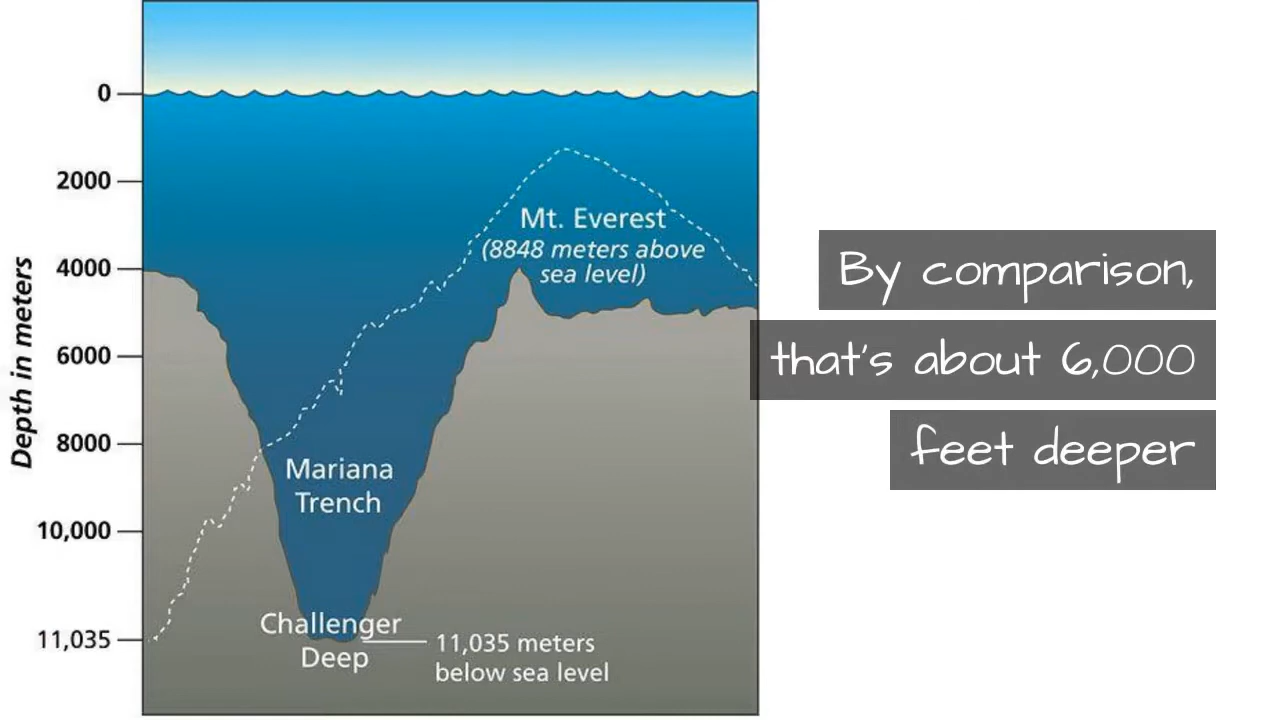 0
2000
4000
6000
8000
10,000
11,035
Depth in meters
Mt. Everest
(8848 meters above
sea level)
Mariana
Trench
Challenger
Deep
11,035 meters
below sea level
By comparison,
that's about 6,000
feet deeper